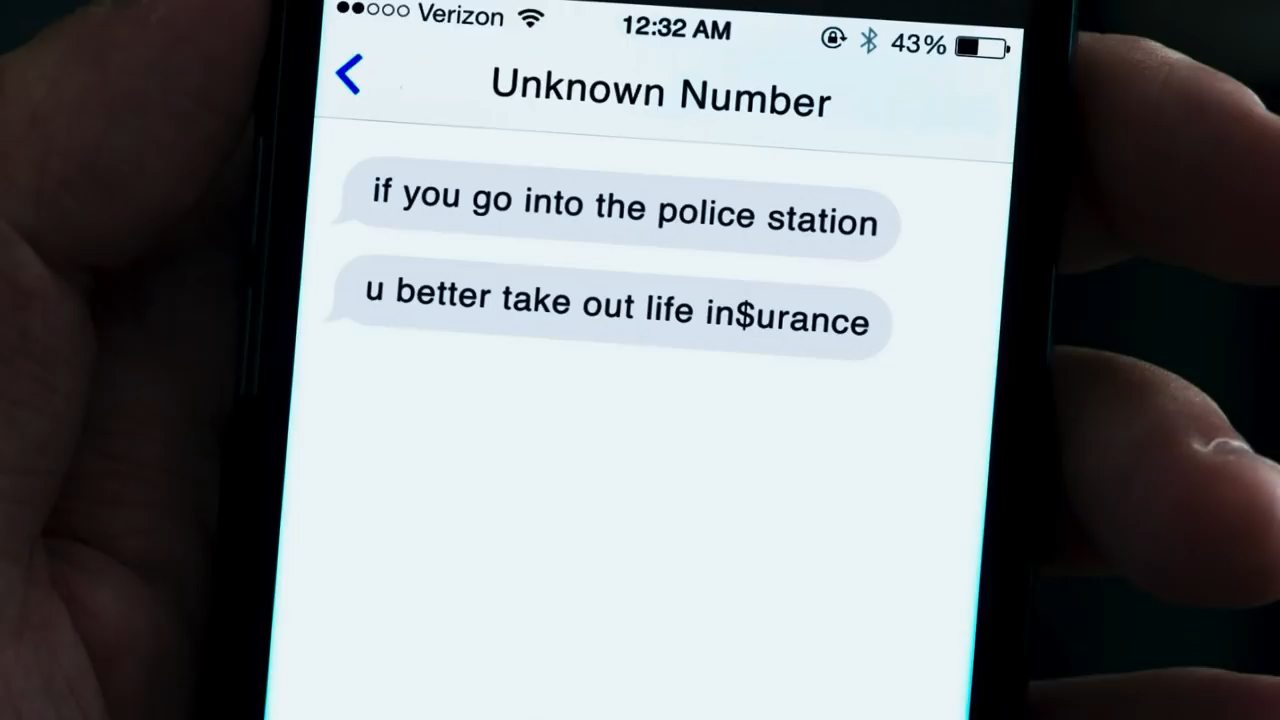 Verizon 12:32 AM 43%
Unknown Number
if you go into the police station
u better take out life in$urance